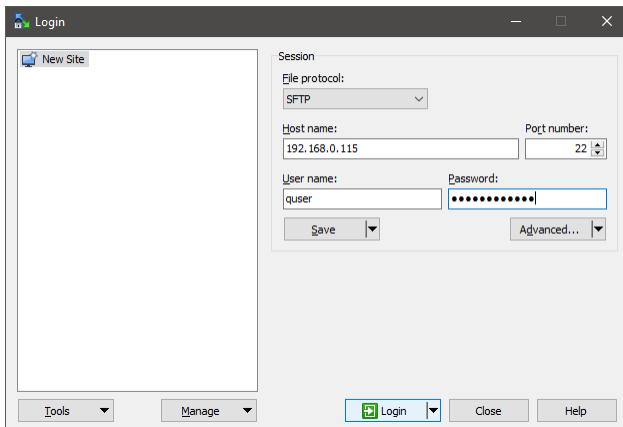 Login
New Site
Session
File protocol:
SFTP
Host name:
Port number:
192.168.0.115
22
User name:
Password:
quser
••••••••••••
Save
Advanced...
Tools
Manage
Login
Close
Help